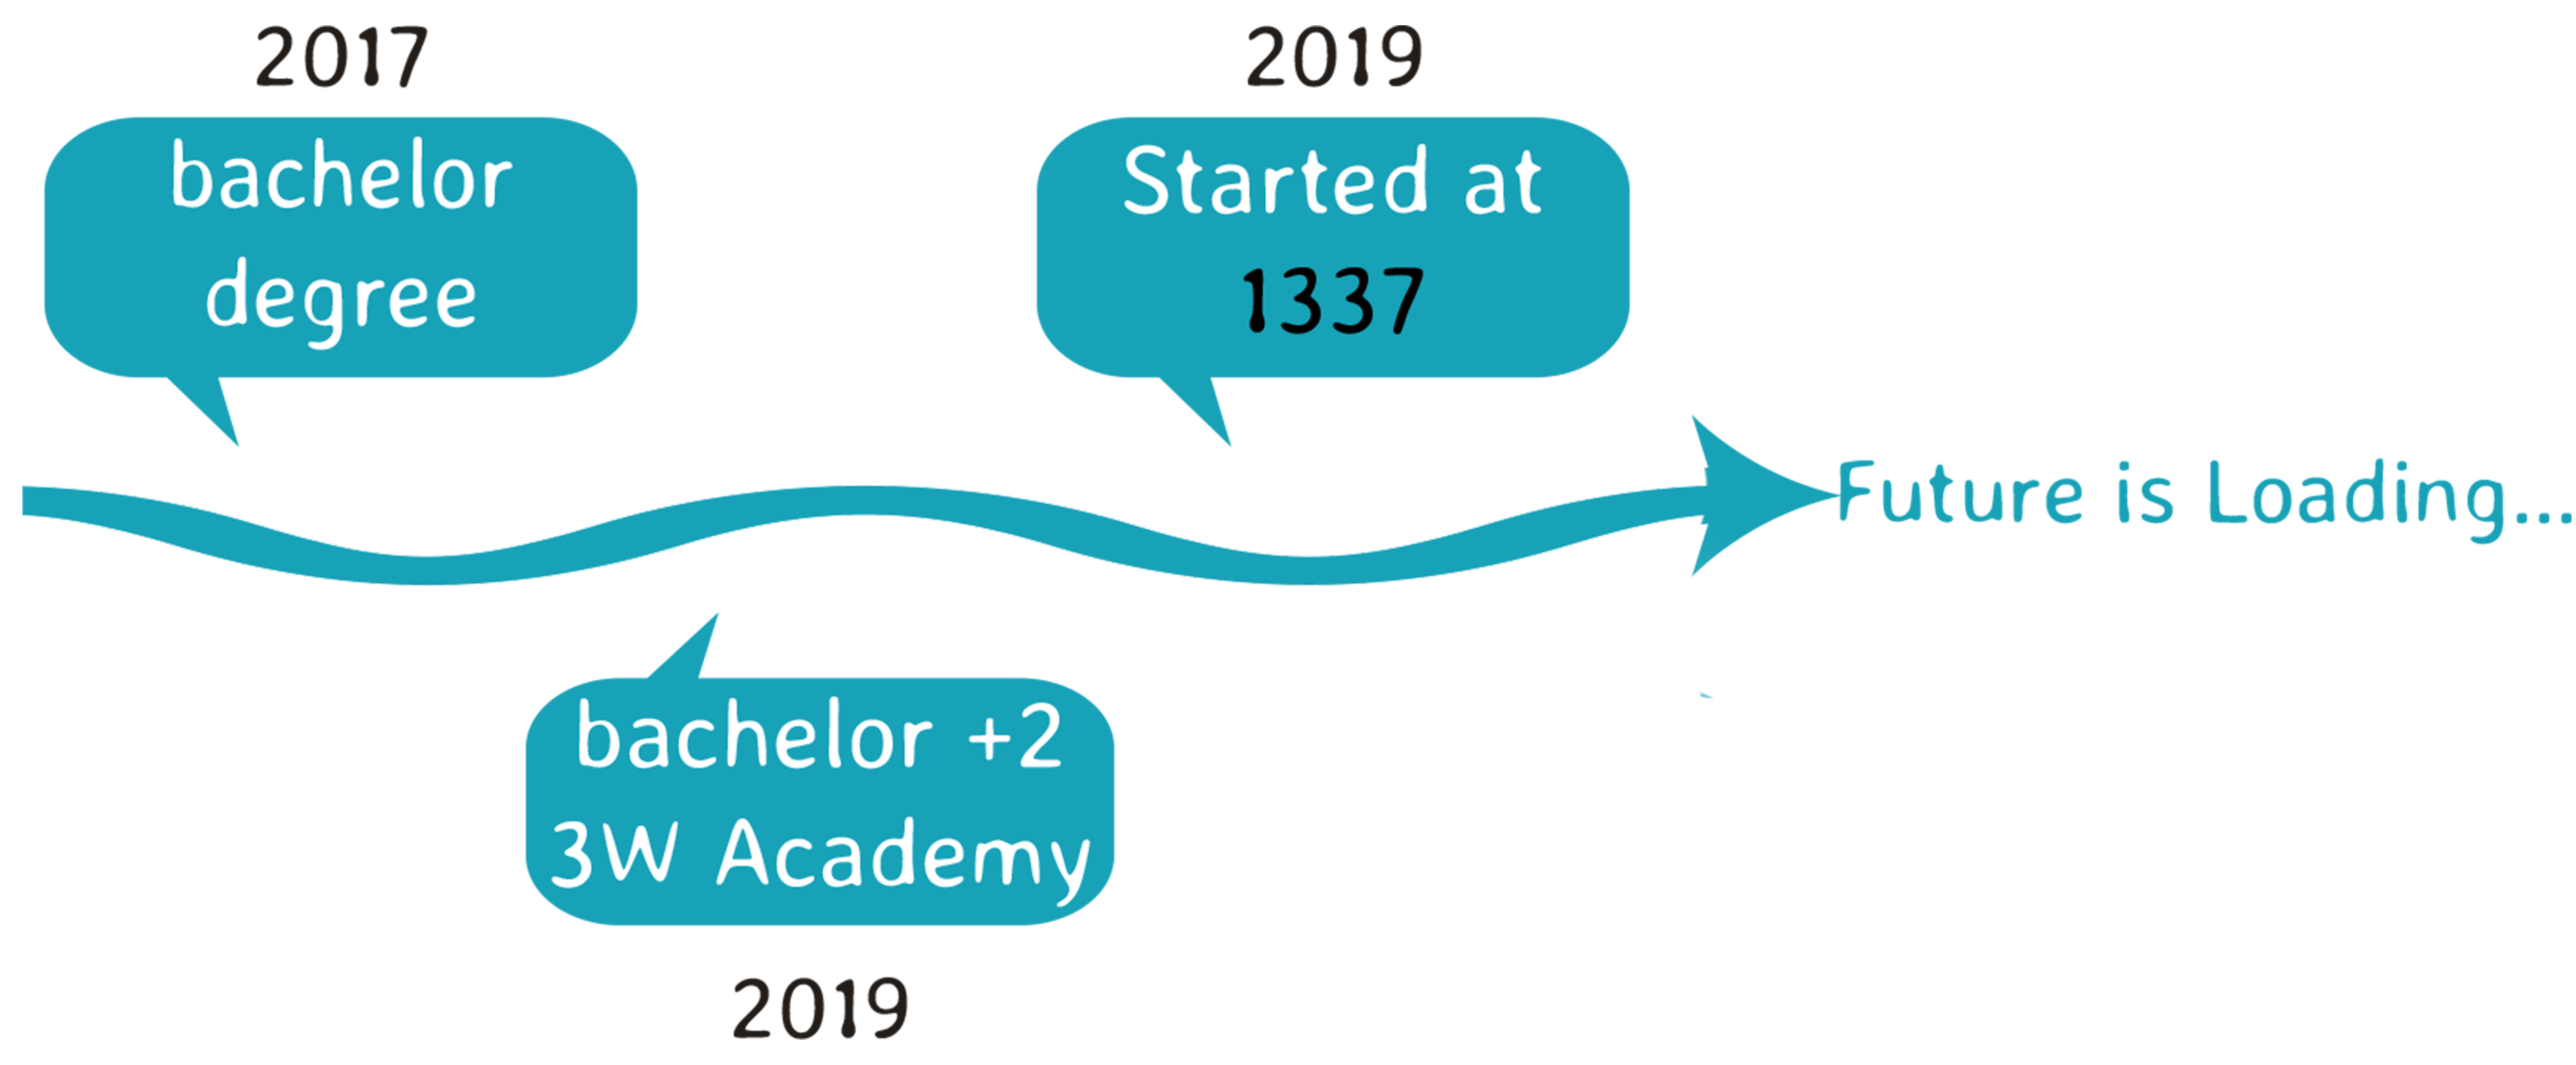 2017
bachelor
degree
2019
Started at
1337
Future is Loading...
bachelor +2
3W Academy
2019